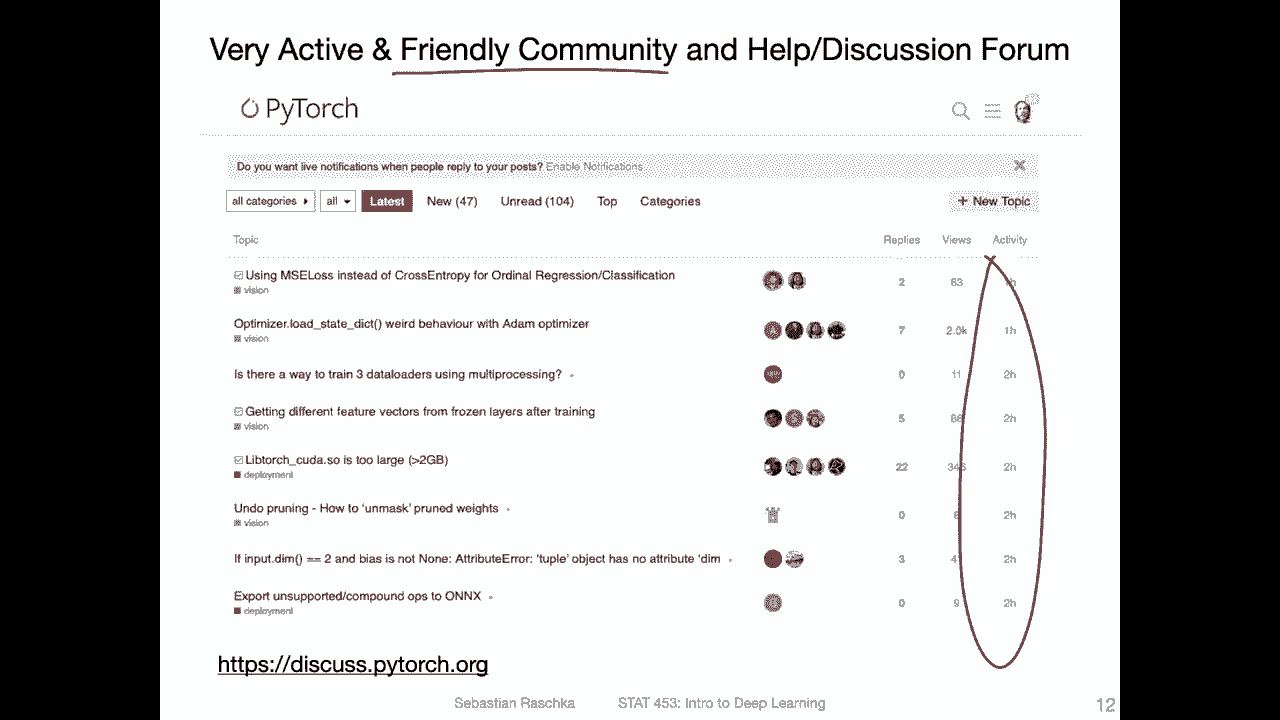 Very Active & Friendly Community and Help/Discussion Forum
PyTorch
Do you want live notifications when people reply to your posts? Enable Notifications
all categories all Latest New (47) Unread (104) Top Categories + New Topic
Topic Replies Views Activity
Using MSELoss instead of CrossEntropy for Ordinal Regression/Classification 2 63
vision
Optimizer.load_state_dict() weird behaviour with Adam optimizer 7 2.0k 1h
vision
Is there a way to train 3 dataloaders using multiprocessing? 0 11 2h
Getting different feature vectors from frozen layers after training 5 2h
vision
Libtorch_cuda.so is too large (>2GB) 22 2h
deployment
Undo pruning - How to ‘unmask’ pruned weights 0 2h
vision
If input.dim() == 2 and bias is not None: AttributeError: ‘tuple’ object has no attribute ‘dim 3 2h
Export unsupported/compound ops to ONNX 0 9 2h
deployment
https://discuss.pytorch.org
Sebastian Raschka STAT 453: Intro to Deep Learning 12